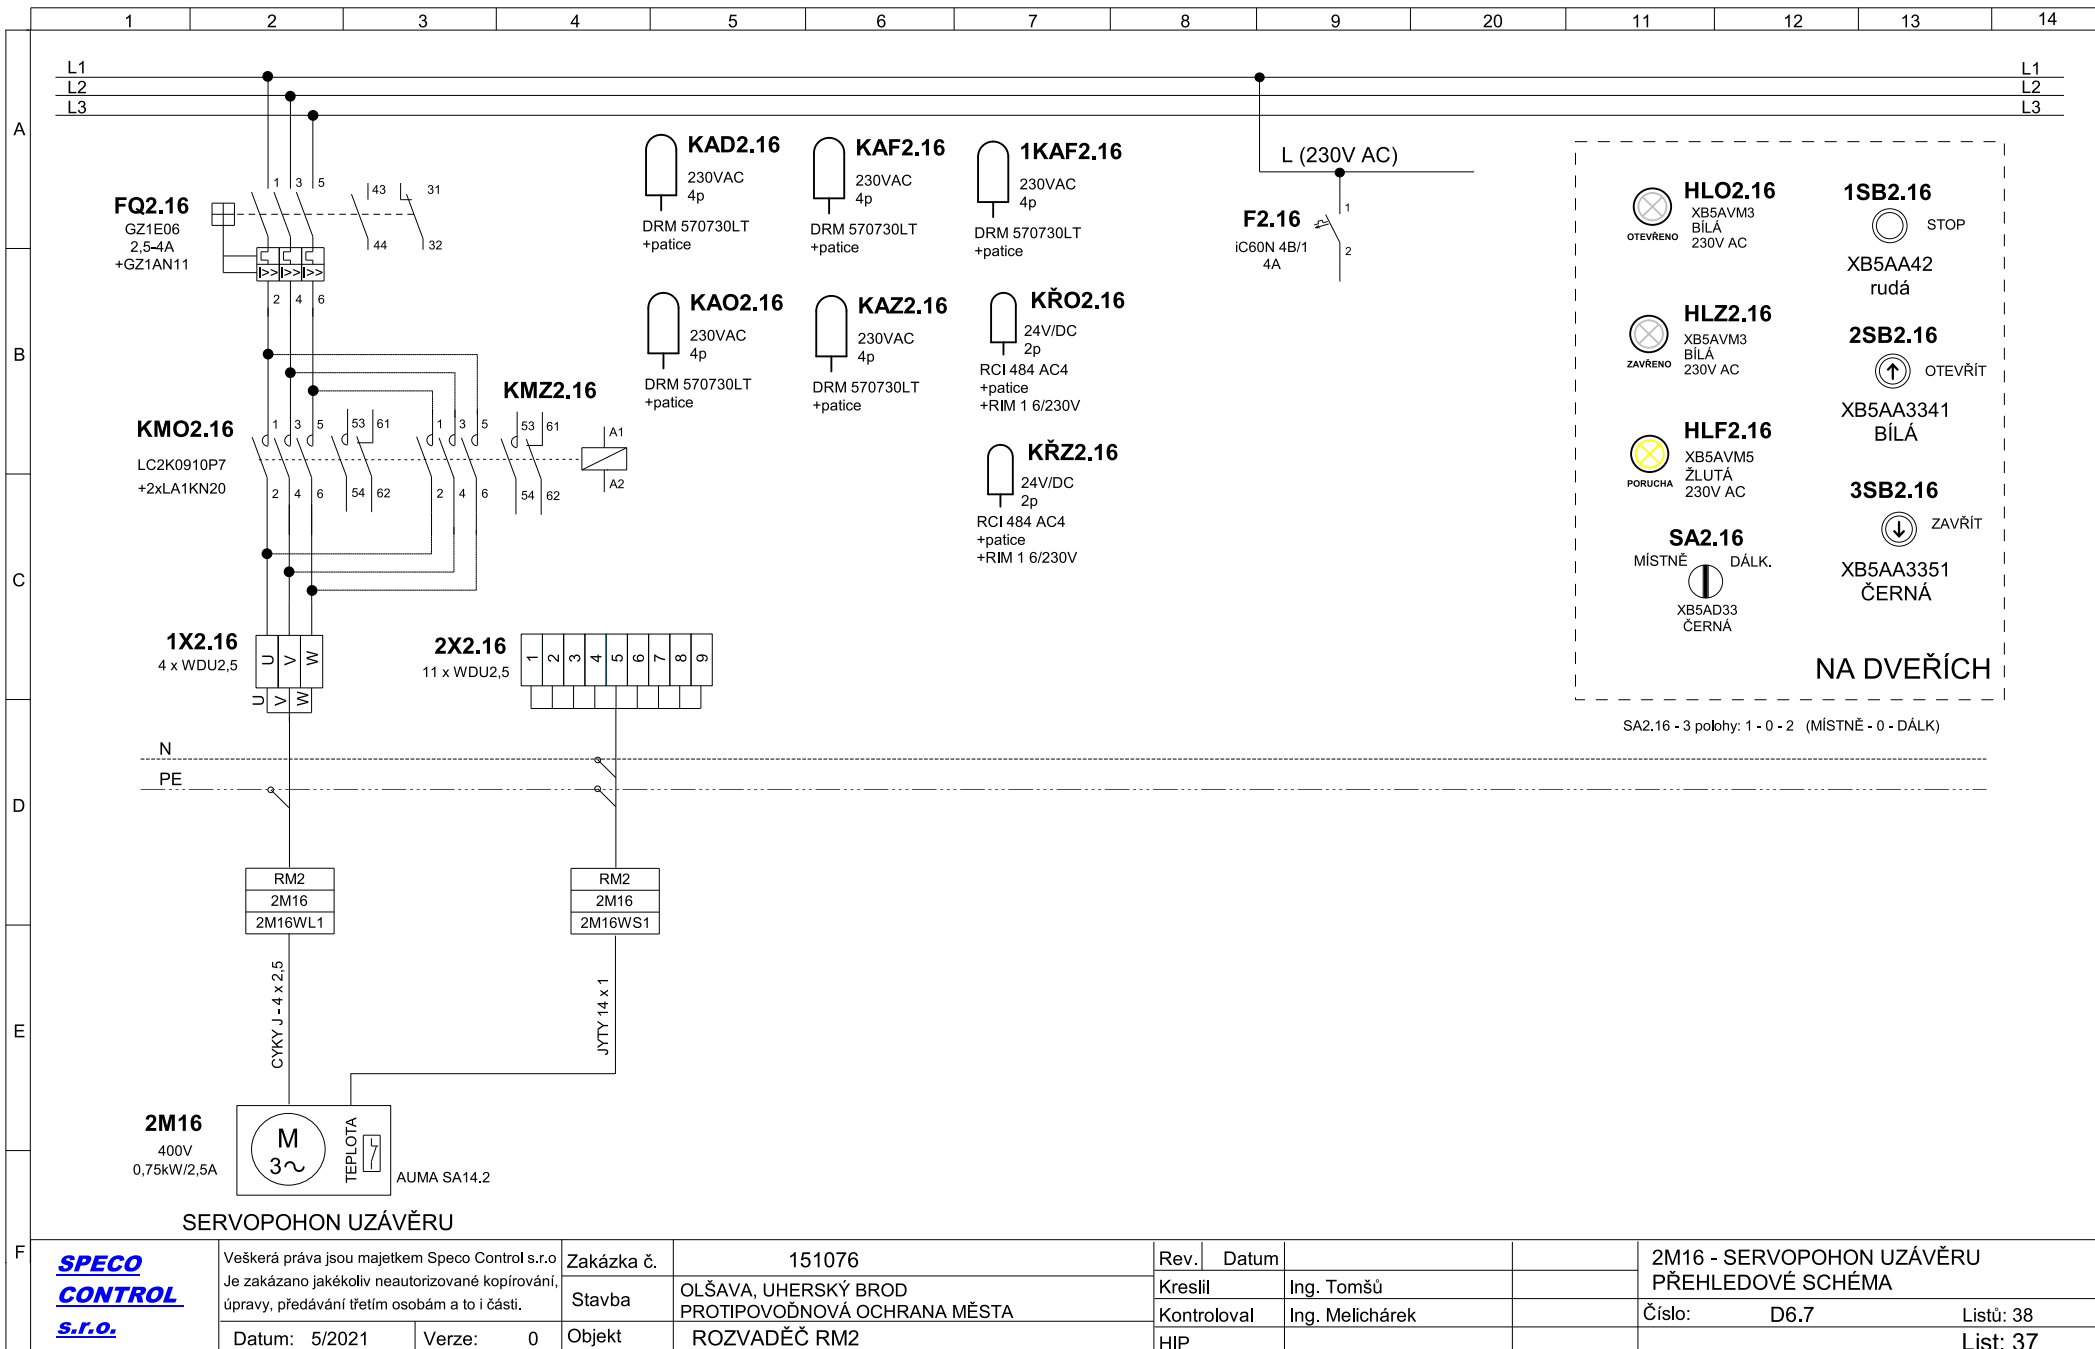 1 2 3 4 5 6 7 8 9 20 11 12 13 14
A
B
C
D
E
F
L1
L2
L3
L1
L2
L3
FQ2.16
GZ1E06
2,5-4A
+GZ1AN11
1 3 5
43
31
44
32
I>> I>> I>>
2 4 6
KAD2.16
230VAC
4p
DRM 570730LT
+patice
KAF2.16
230VAC
4p
DRM 570730LT
+patice
1KAF2.16
230VAC
4p
DRM 570730LT
+patice
L (230V AC)
F2.16
iC60N 4B/1
4A
1
2
KAO2.16
230VAC
4p
DRM 570730LT
+patice
KAZ2.16
230VAC
4p
DRM 570730LT
+patice
KŘO2.16
24V/DC
2p
RCI 484 AC4
+patice
+RIM 1 6/230V
KŘZ2.16
24V/DC
2p
RCI 484 AC4
+patice
+RIM 1 6/230V
KMZ2.16
KMO2.16
LC2K0910P7
+2xLA1KN20
1 3 5 53 61 1 3 5 53 61 A1
2 4 6 54 62 2 4 6 54 62 A2
HLO2.16
XB5AVM3
BÍLÁ
230V AC
OTEVŘENO
1SB2.16
STOP
XB5AA42
rudá
HLZ2.16
XB5AVM3
BÍLÁ
230V AC
ZAVŘENO
2SB2.16
OTEVŘÍT
XB5AA3341
BÍLÁ
HLF2.16
XB5AVM5
ŽLUTÁ
230V AC
PORUCHA
3SB2.16
ZAVŘÍT
XB5AA3351
ČERNÁ
SA2.16
MÍSTNĚ DÁLK.
XB5AD33
ČERNÁ
NA DVEŘÍCH
SA2.16 - 3 polohy: 1 - 0 - 2 (MÍSTNĚ - 0 - DÁLK)
1X2.16
4 x WDU2,5
U V W
U V W
2X2.16
11 x WDU2,5
1 2 3 4 5 6 7 8 9
N
PE
RM2
2M16
2M16WL1
RM2
2M16
2M16WS1
CYKY J - 4 x 2,5
JYTY 14 x 1
2M16
400V
0,75kW/2,5A
M
3~
TEPLOTA
AUMA SA14.2
SERVOPOHON UZÁVĚRU
SPECO
CONTROL
s.r.o.
Veškerá práva jsou majetkem Speco Control s.r.o
Je zakázáno jakékoliv neautorizované kopírování,
úpravy, předávání třetím osobám a to i části.
Datum: 5/2021 Verze: 0
Zakázka č. 151076
Stavba OLŠAVA, UHERSKÝ BROD
PROTIPOVODŇOVÁ OCHRANA MĚSTA
Objekt ROZVADĚČ RM2
Rev. Datum
Kreslil Ing. Tomšů
Kontroloval Ing. Melichárek
HIP
2M16 - SERVOPOHON UZÁVĚRU
PŘEHLEDOVÉ SCHÉMA
Číslo: D6.7 Listů: 38
List: 37